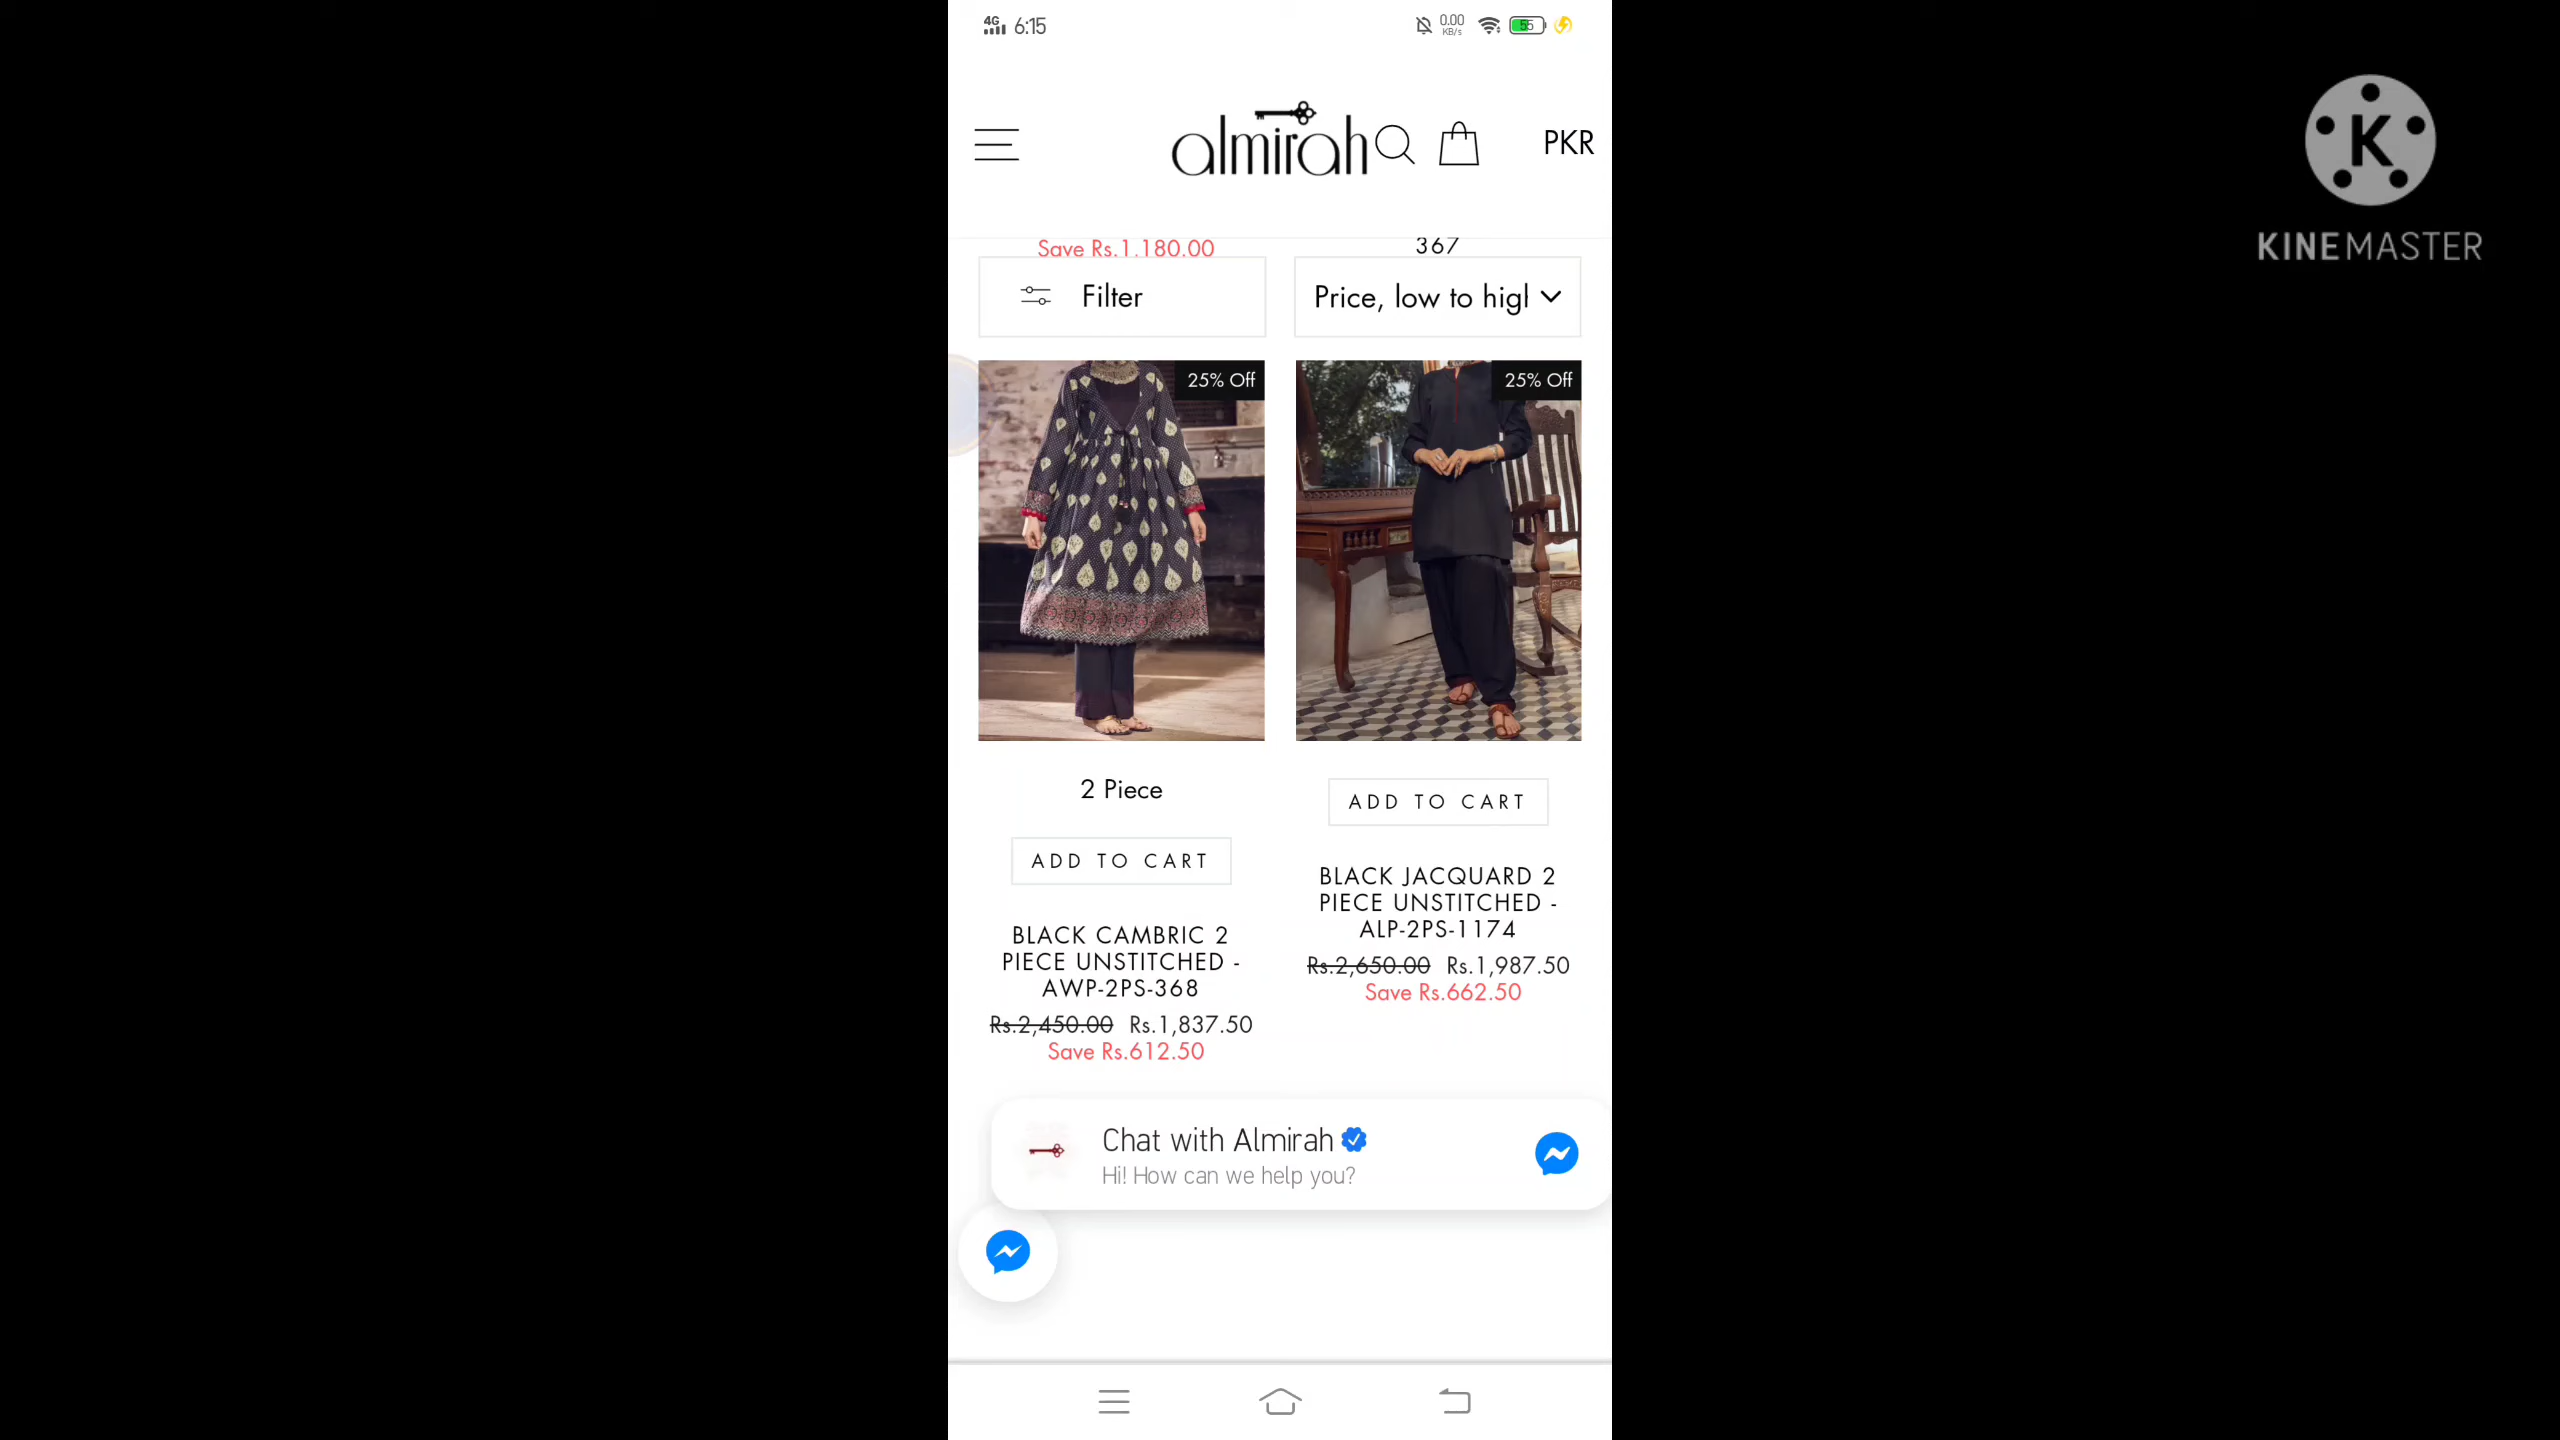 4G 6:15
0.00
KB/s
55
almirah
PKR
K
KINEMASTER
Save Rs.1,180.00
367
Filter
Price, low to high
25% Off
25% Off
2 Piece
ADD TO CART
BLACK CAMBRIC 2
PIECE UNSTITCHED -
AWP-2PS-368
Rs.2,450.00 Rs.1,837.50
Save Rs.612.50
ADD TO CART
BLACK JACQUARD 2
PIECE UNSTITCHED -
ALP-2PS-1174
Rs.2,650.00 Rs.1,987.50
Save Rs.662.50
Chat with Almirah
Hi! How can we help you?